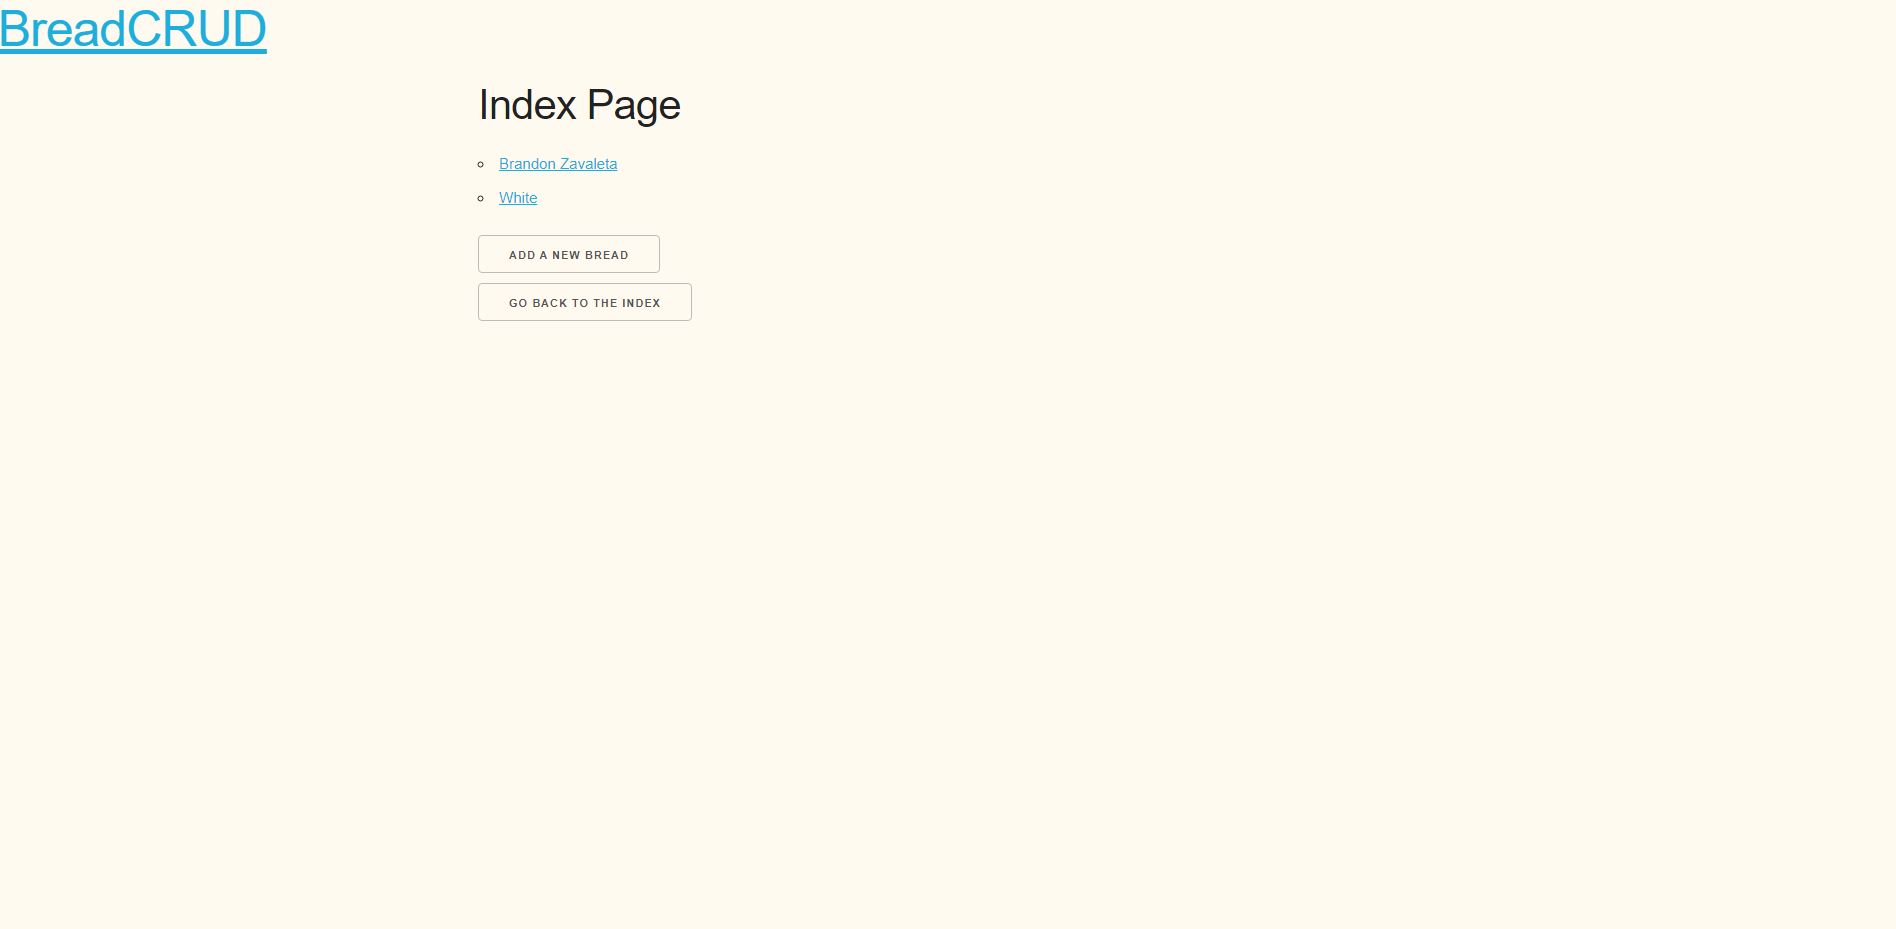 BreadCRUD
Index Page
Brandon Zavaleta
White
ADD A NEW BREAD
GO BACK TO THE INDEX